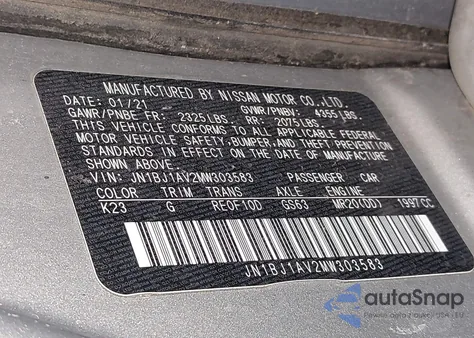 MANUFACTURED BY NISSAN MOTOR CO., LTD.
DATE: 01/21 GVWR/PNBV: 4355 LBS
GAWR/PNBE FR: 2325LBS RR: 2075LBS
THIS VEHICLE CONFORMS TO ALL APPLICABLE FEDERAL
MOTOR VEHICLE SAFETY,BUMPER,AND THEFT PREVENTION
STANDARDS IN EFFECT ON THE DATE OF MANUFACTURE
SHOWN ABOVE.
VIN: JN1BJ1AV2MW303583 PASSENGER CAR
COLOR TRIM TRANS AXLE ENGINE
K23 G RE0F10D GS63 MR20(DD) 1997CC
JN1BJ1AV2MW303583
autoSnap